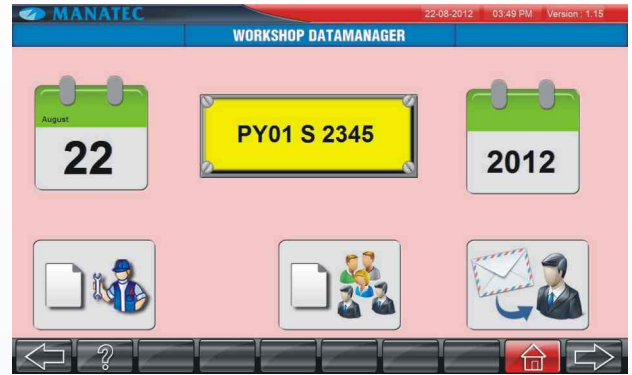 MANATEC
22-08-2012 03:49 PM Version : 1.15
WORKSHOP DATAMANAGER
August
22
PY01 S 2345
2012
?